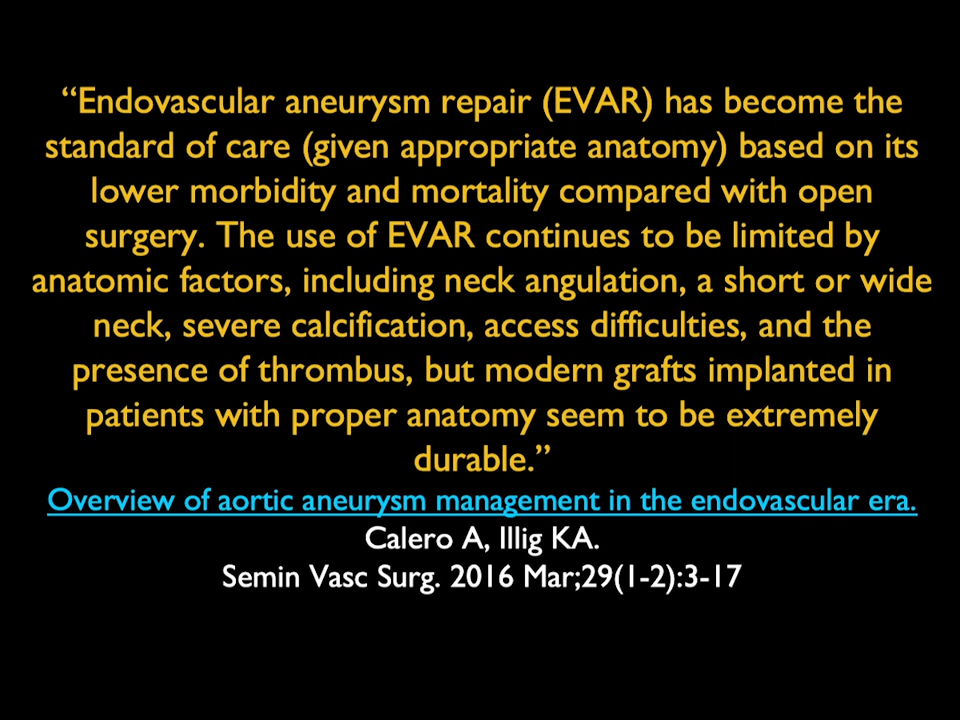 “Endovascular aneurysm repair (EVAR) has become the
standard of care (given appropriate anatomy) based on its
lower morbidity and mortality compared with open
surgery. The use of EVAR continues to be limited by
anatomic factors, including neck angulation, a short or wide
neck, severe calcification, access difficulties, and the
presence of thrombus, but modern grafts implanted in
patients with proper anatomy seem to be extremely
durable.”
Overview of aortic aneurysm management in the endovascular era.
Calero A, Illig KA.
Semin Vasc Surg. 2016 Mar;29(1-2):3-17